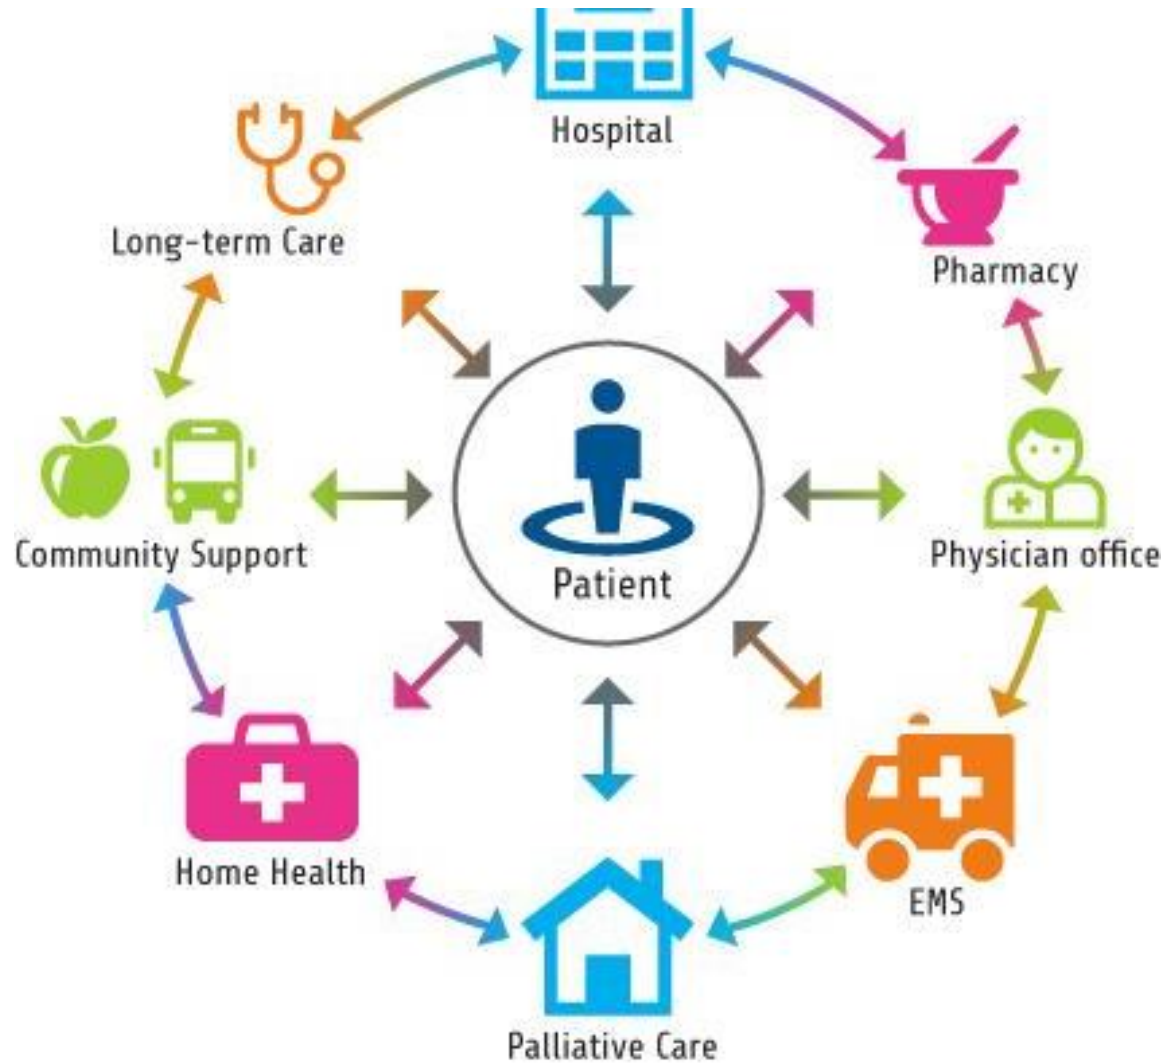 Hospital
Long-term Care
Pharmacy
Community Support
Patient
Physician office
Home Health
EMS
Palliative Care